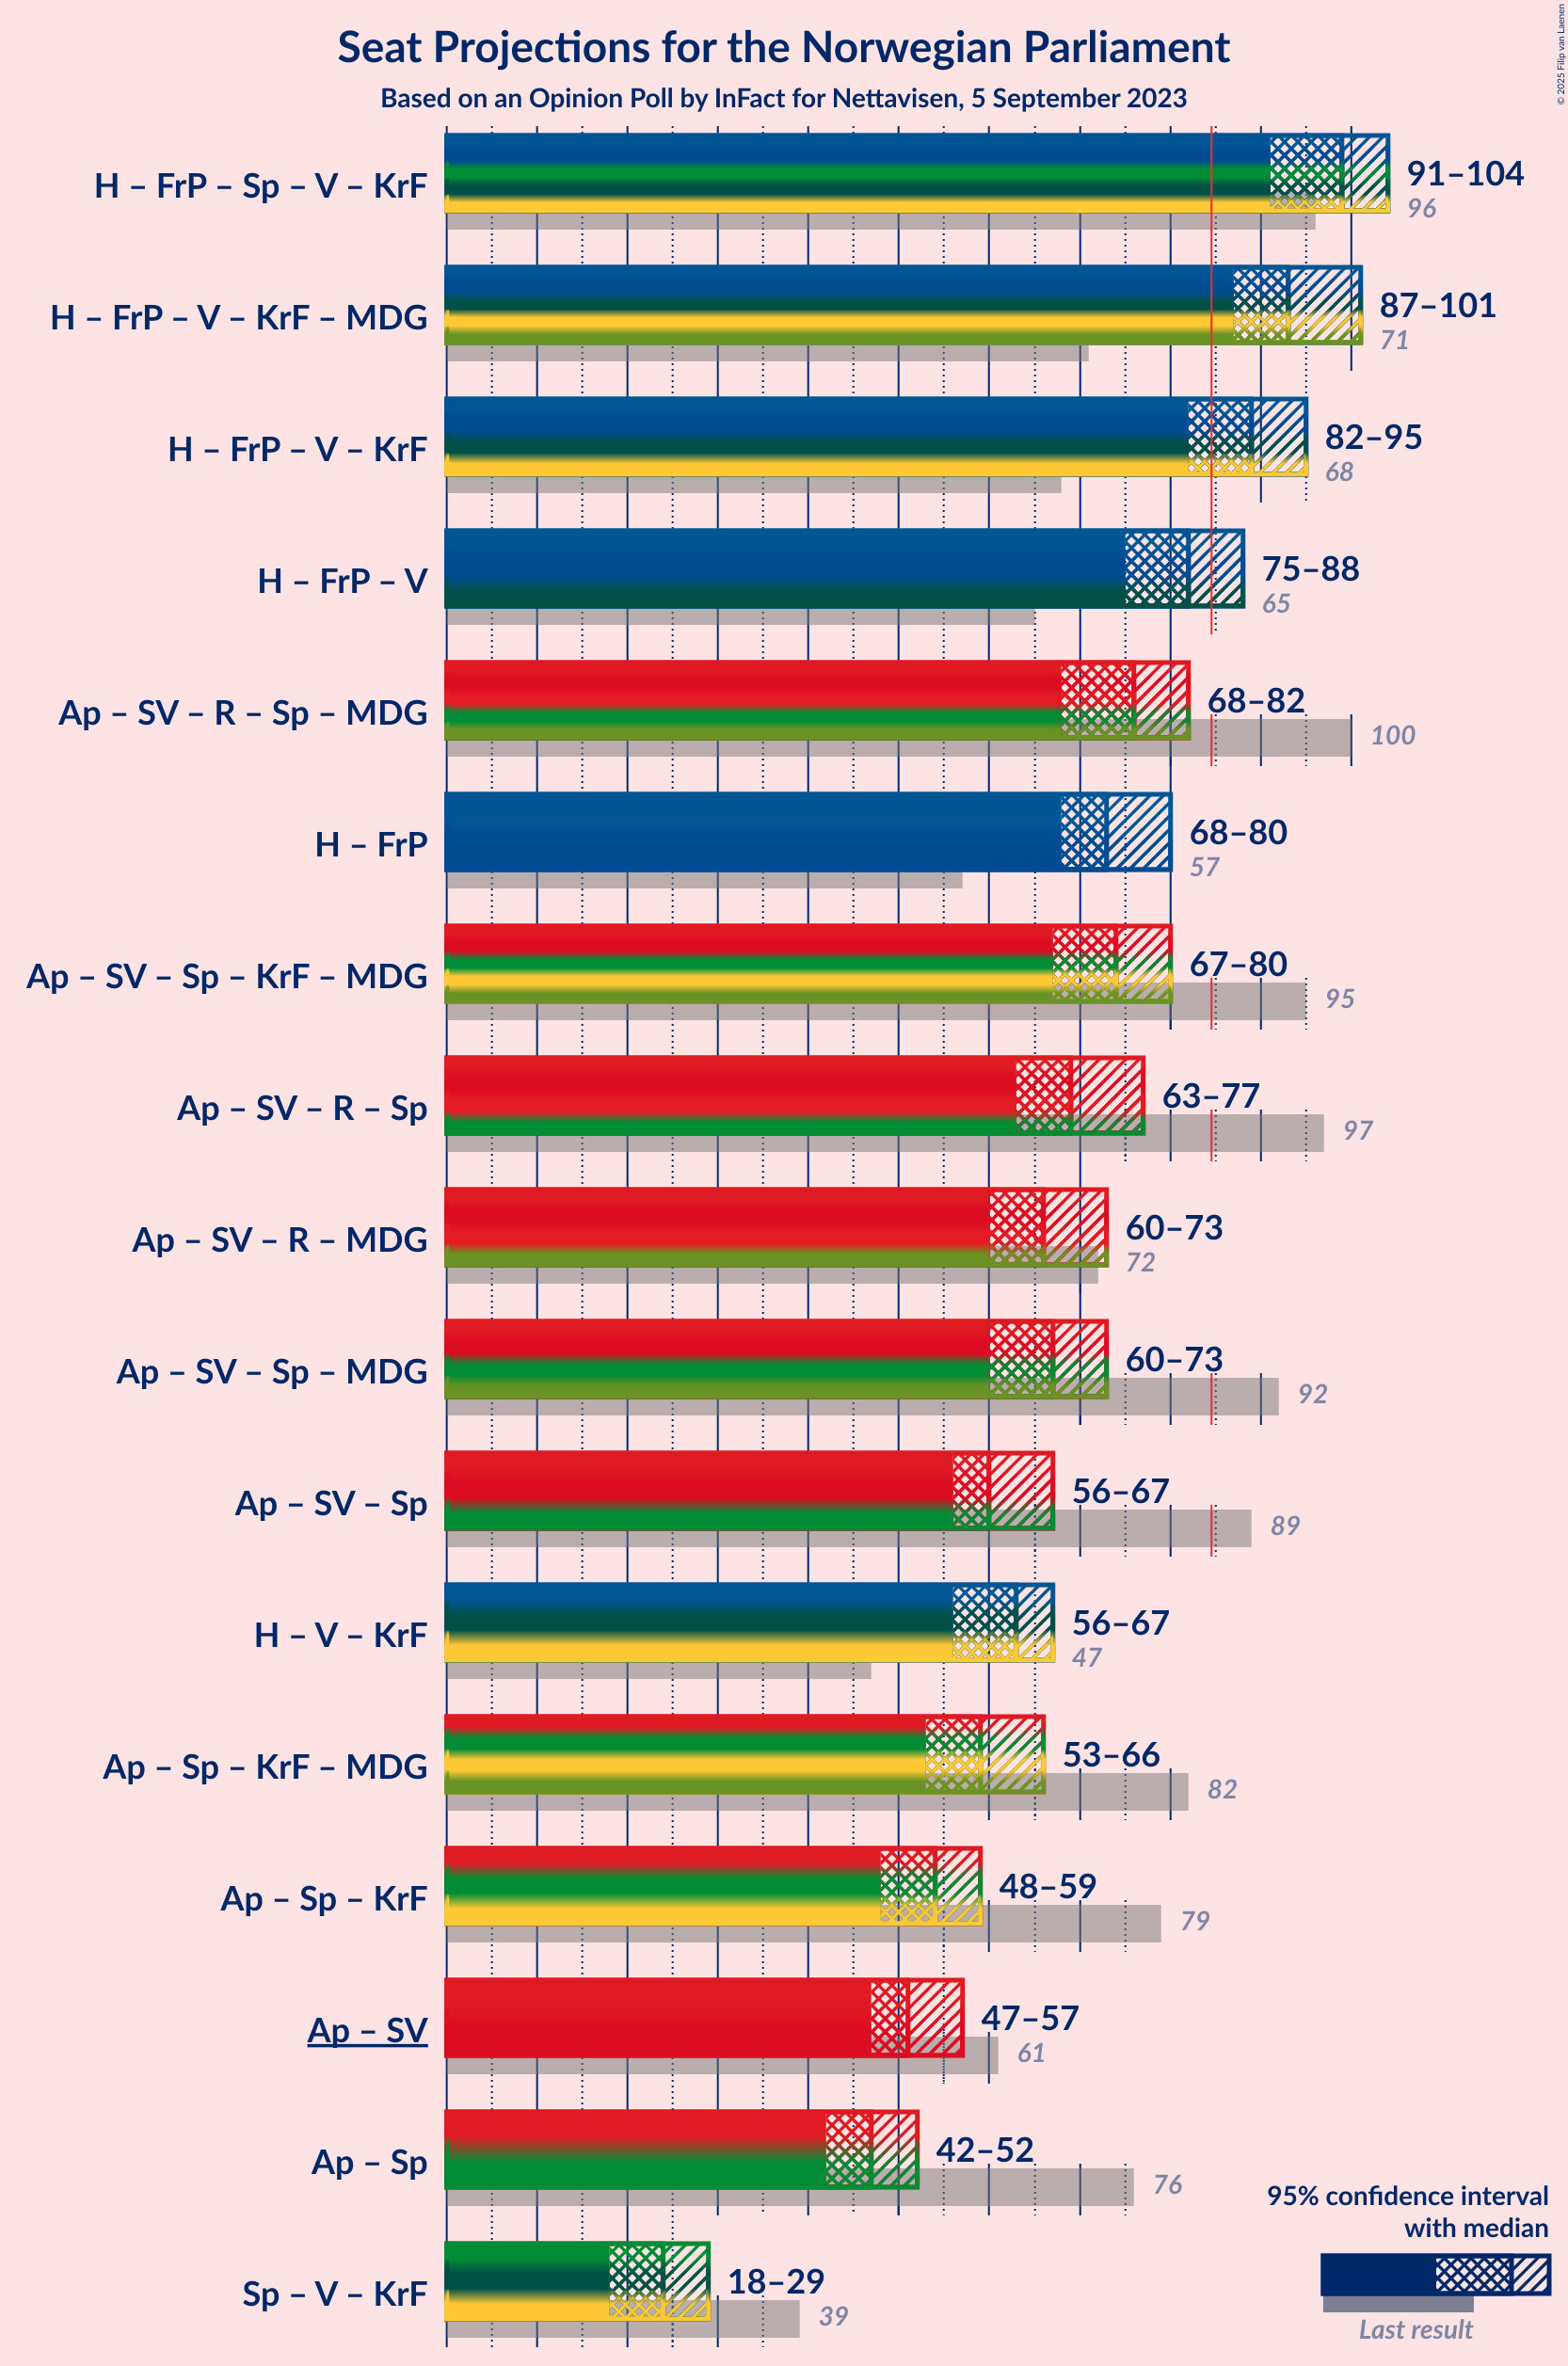 Seat Projections for the Norwegian Parliament
Based on an Opinion Poll by InFact for Nettavisen, 5 September 2023
© 2025 Filip van Laenen
H – FrP – Sp – V – KrF
91–104
96
H – FrP – V – KrF – MDG
87–101
71
H – FrP – V – KrF
82–95
68
H – FrP – V
75–88
65
Ap – SV – R – Sp – MDG
68–82
100
H – FrP
68–80
57
Ap – SV – Sp – KrF – MDG
67–80
95
Ap – SV – R – Sp
63–77
97
Ap – SV – R – MDG
60–73
72
Ap – SV – Sp – MDG
60–73
92
Ap – SV – Sp
56–67
89
H – V – KrF
56–67
47
Ap – Sp – KrF – MDG
53–66
82
Ap – Sp – KrF
48–59
79
Ap – SV
47–57
61
Ap – Sp
42–52
76
Sp – V – KrF
18–29
39
95% confidence interval
with median
Last result